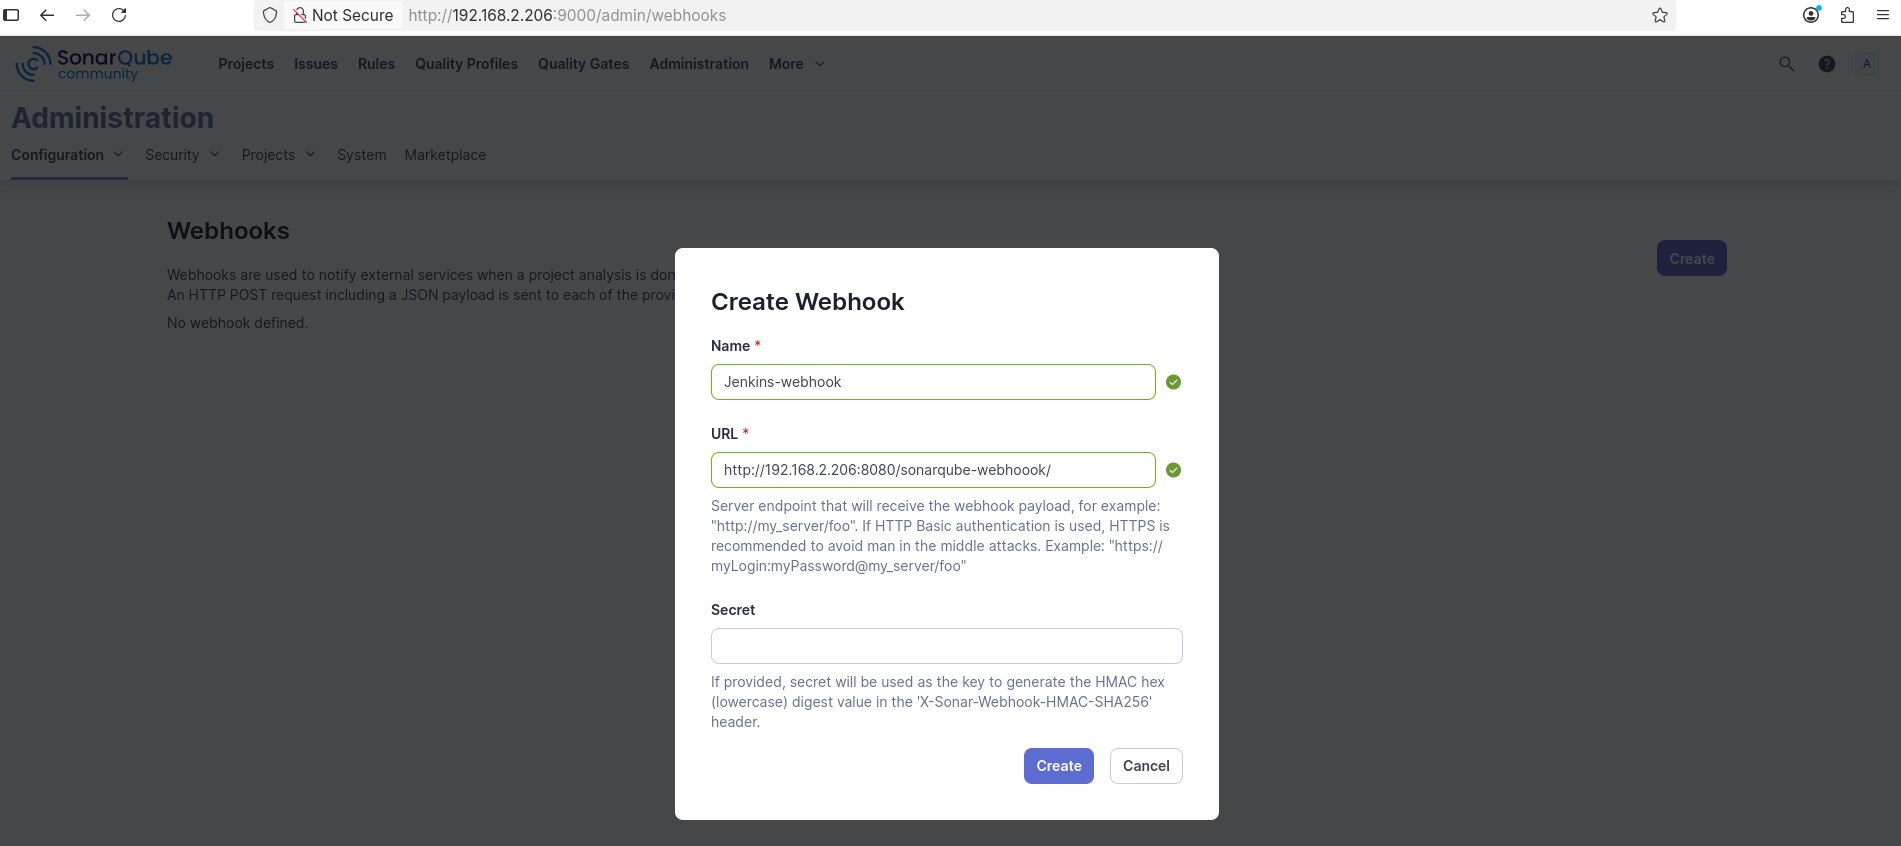 Not Secure http://192.168.2.206:9000/admin/webhooks
SonarQube community
Projects Issues Rules Quality Profiles Quality Gates Administration More
? A
Administration
Configuration Security Projects System Marketplace
Webhooks
Create
Webhooks are used to notify external services when a project analysis is don
An HTTP POST request including a JSON payload is sent to each of the provi
No webhook defined.
Create Webhook
Name *
Jenkins-webhook
URL *
http://192.168.2.206:8080/sonarqube-webhoook/
Server endpoint that will receive the webhook payload, for example:
"http://my_server/foo". If HTTP Basic authentication is used, HTTPS is
recommended to avoid man in the middle attacks. Example: "https://
myLogin:myPassword@my_server/foo"
Secret
If provided, secret will be used as the key to generate the HMAC hex
(lowercase) digest value in the 'X-Sonar-Webhook-HMAC-SHA256'
header.
Create Cancel